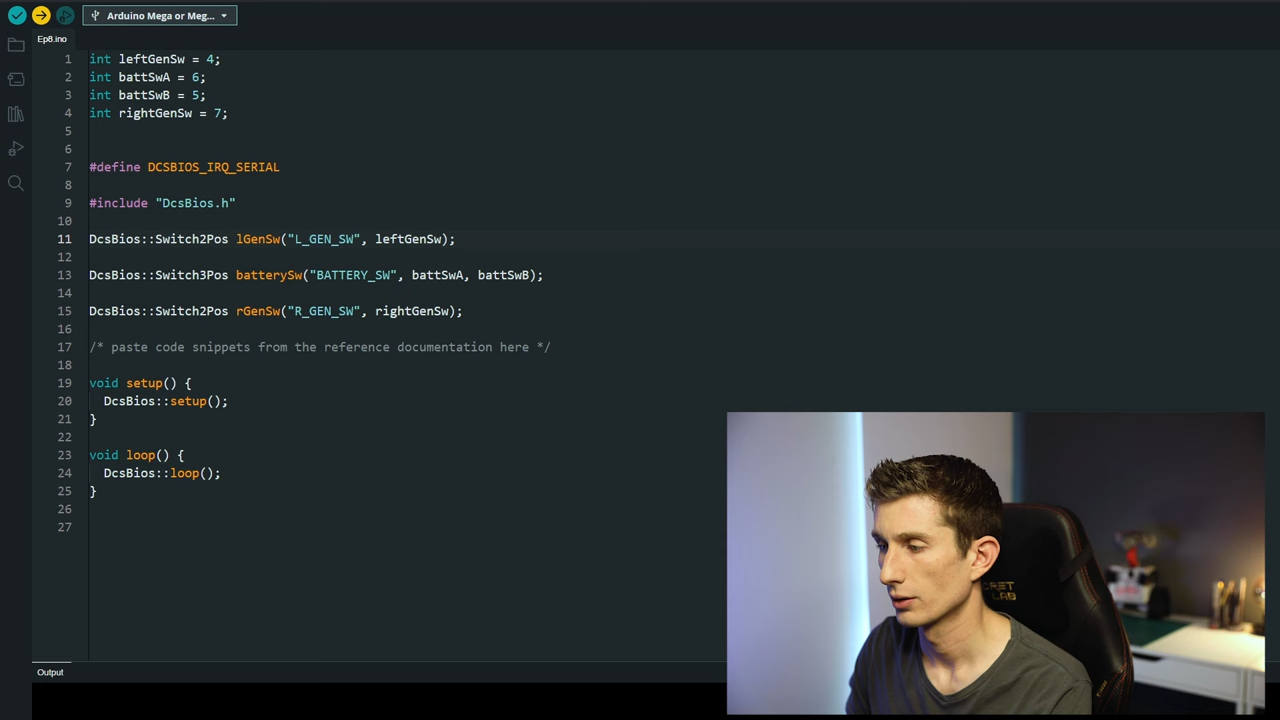 Arduino Mega or Meg...
Ep8.ino
1 int leftGenSw = 4;
2 int battSwA = 6;
3 int battSwB = 5;
4 int rightGenSw = 7;
5
6
7 #define DCSBIOS_IRQ_SERIAL
8
9 #include "DcsBios.h"
10
11 DcsBios::Switch2Pos lGenSw("L_GEN_SW", leftGenSw);
12
13 DcsBios::Switch3Pos batterySw("BATTERY_SW", battSwA, battSwB);
14
15 DcsBios::Switch2Pos rGenSw("R_GEN_SW", rightGenSw);
16
17 /* paste code snippets from the reference documentation here */
18
19 void setup() {
20 DcsBios::setup();
21 }
22
23 void loop() {
24 DcsBios::loop();
25 }
26
27
Output